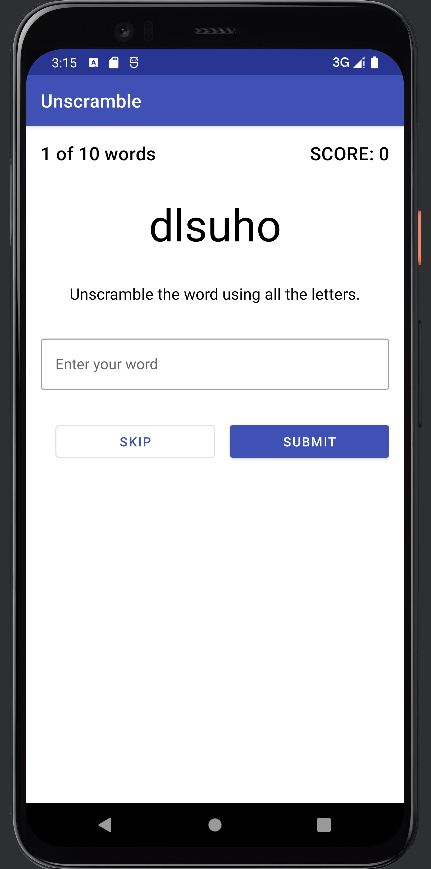 3:15 A 3G
Unscramble
1 of 10 words SCORE: 0
dlsuho
Unscramble the word using all the letters.
Enter your word
SKIP SUBMIT